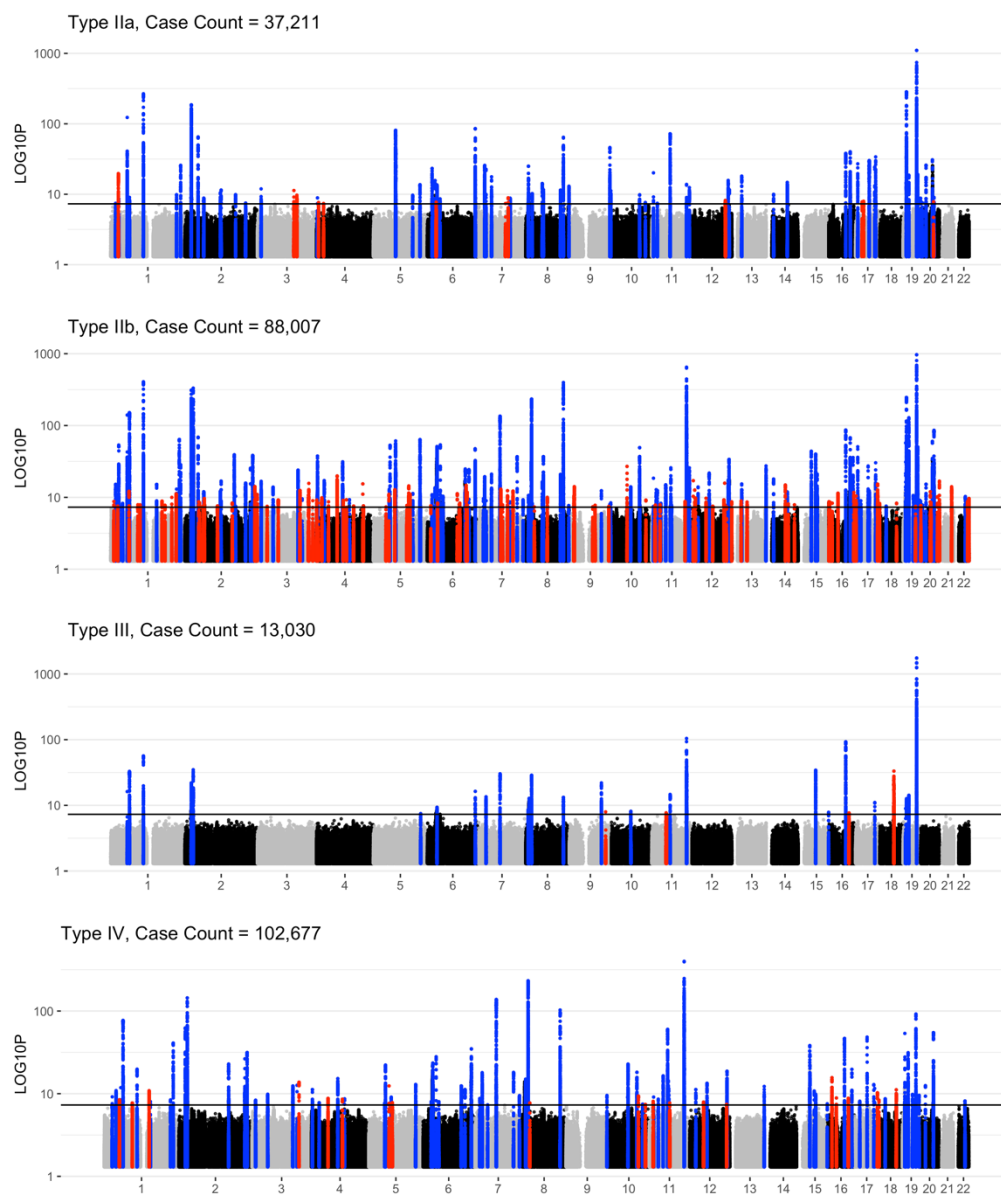 Type IIa, Case Count = 37,211
1000
100
10
1
LOG10P
1 2 3 4 5 6 7 8 9 10 11 12 13 14 15 16 17 18 19 20 21 22
Type IIb, Case Count = 88,007
1000
100
10
1
LOG10P
1 2 3 4 5 6 7 8 9 10 11 12 13 14 15 16 17 18 19 20 21 22
Type III, Case Count = 13,030
1000
100
10
1
LOG10P
1 2 3 4 5 6 7 8 9 10 11 12 13 14 15 16 17 18 19 20 21 22
Type IV, Case Count = 102,677
100
10
1
LOG10P
1 2 3 4 5 6 7 8 9 10 11 12 13 14 15 16 17 18 19 20 21 22